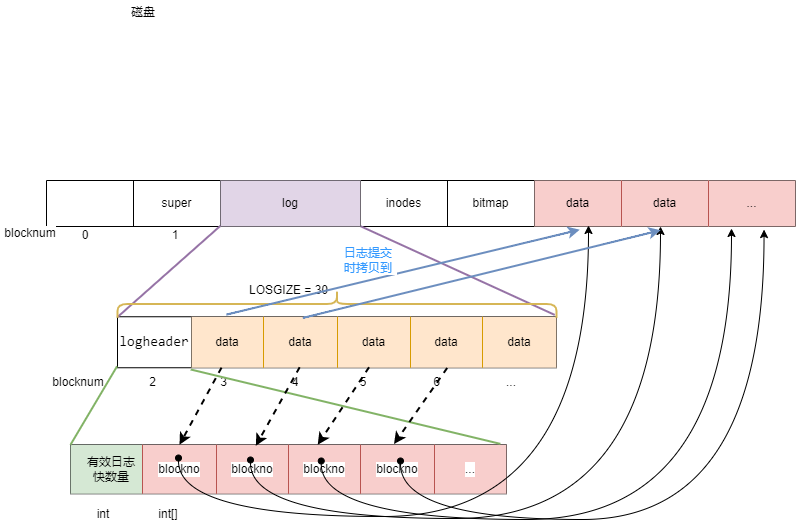 磁盘
super log inodes bitmap data data ...
blocknum 0 1
日志提交
时拷贝到
LOSGIZE = 30
logheader data data data data data
blocknum 2 3 4 5 6 ...
有效日志
快数量
blockno blockno blockno blockno ...
int int[]